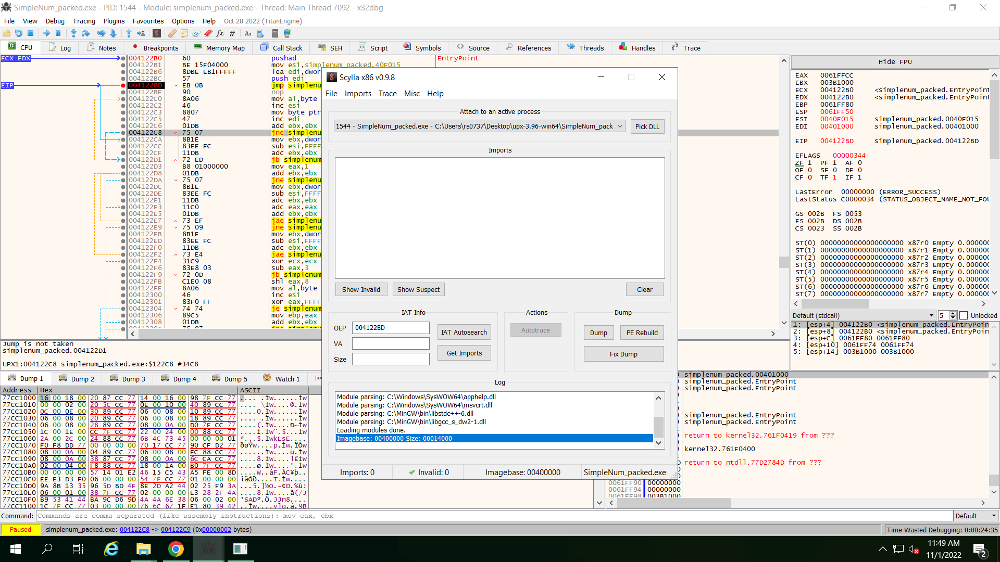 SimpleNum_packed.exe - PID: 1544 - Module: simplenum_packed.exe - Thread: Main Thread 7092 - x32dbg
File View Debug Tracing Plugins Favourites Options Help Oct 28 2022 (TitanEngine)
CPU Log Notes Breakpoints Memory Map Call Stack SEH Script Symbols Source References Threads Handles Trace
ECX EDX
EIP
004122B0 60 pushad EntryPoint
004122B1 BE 15F04000 mov esi,simplenum_packed.40F015
004122B6 8DBE EB1FFFFF lea edi,dwor
004122BC 57 push edi
004122BD EB 0B jmp simplenum
004122BF 90 nop
004122C0 8A06 mov al,byte
004122C2 46 inc esi
004122C3 8807 mov byte ptr
004122C5 47 inc edi
004122C6 01DB add ebx,ebx
004122C8 75 07 jne simplenum
004122CA 8B1E mov ebx,dwor
004122CC 83EE FC sub esi,FFFF
004122CF 11DB adc ebx,ebx
004122D1 72 ED jb simplenum
004122D3 B8 01000000 mov eax,1
004122D8 01DB add ebx,ebx
004122DA 75 07 jne simplenum
004122DC 8B1E mov ebx,dwor
004122DE 83EE FC sub esi,FFFF
004122E1 11DB adc ebx,ebx
004122E3 11C0 adc eax,eax
004122E5 01DB add ebx,ebx
004122E7 73 EF jae simplenum
004122E9 75 09 jne simplenum
004122EB 8B1E mov ebx,dwor
004122ED 83EE FC sub esi,FFFF
004122F0 11DB adc ebx,ebx
004122F2 73 E4 jae simplenum
004122F4 31C9 xor ecx,ecx
004122F6 83E8 03 sub eax,3
004122F9 72 0D jb simplenum
004122FB C1E0 08 shl eax,8
004122FE 8A06 mov al,byte
00412300 46 inc esi
00412301 83F0 FF xor eax,FFFF
00412304 74 74 je simplenum
00412306 89C5 mov ebp,eax
00412308 01DB add ebx,ebx
Jump is not taken
simplenum_packed.004122D1
UPX1:004122C8 simplenum_packed.exe:$122C8 #34C8
Scylla x86 v0.9.8
File Imports Trace Misc Help
Attach to an active process
1544 - SimpleNum_packed.exe - C:\Users\rs0737\Desktop\upx-3.96-win64\SimpleNum_pack
Pick DLL
Imports
Show Invalid Show Suspect Clear
IAT Info Actions Dump
OEP 004122BD IAT Autosearch Autotrace Dump PE Rebuild
VA
Size Get Imports Fix Dump
Log
Module parsing: C:\Windows\SysWOW64\apphelp.dll
Module parsing: C:\Windows\SysWOW64\msvcrt.dll
Module parsing: C:\MinGW\bin\libstdc++-6.dll
Module parsing: C:\MinGW\bin\libgcc_s_dw2-1.dll
Loading modules done.
Imagebase: 00400000 Size: 00014000
Imports: 0 Invalid: 0 Imagebase: 00400000 SimpleNum_packed.exe
Hide FPU
EAX 0061FFCC
EBX 003B1000
ECX 004122B0 <simplenum_packed.EntryPoint
EDX 004122B0 <simplenum_packed.EntryPoint
EBP 0061FF80
ESP 0061FF50
ESI 0040F015 simplenum_packed.0040F015
EDI 00401000 simplenum_packed.00401000
EIP 004122BD simplenum_packed.004122BD
EFLAGS 00000344
ZF 1 PF 1 AF 0
OF 0 SF 0 DF 0
CF 0 TF 1 IF 1
LastError 00000000 (ERROR_SUCCESS)
LastStatus C0000034 (STATUS_OBJECT_NAME_NOT_FOU
GS 002B FS 0053
ES 002B DS 002B
CS 0023 SS 002B
ST(0) 00000000000000000000 x87r0 Empty 0.00000
ST(1) 00000000000000000000 x87r1 Empty 0.00000
ST(2) 00000000000000000000 x87r2 Empty 0.00000
ST(3) 00000000000000000000 x87r3 Empty 0.00000
ST(4) 00000000000000000000 x87r4 Empty 0.00000
ST(5) 00000000000000000000 x87r5 Empty 0.00000
ST(6) 00000000000000000000 x87r6 Empty 0.00000
ST(7) 00000000000000000000 x87r7 Empty 0.00000
Default (stdcall) 5 Unlocked
1: [esp+4] 004122B0 <simplenum_packed.EntryPoin
2: [esp+8] 004122B0 <simplenum_packed.EntryPoin
3: [esp+C] 0061FF80 0061FF80
4: [esp+10] 0061FF74 0061FF74
5: [esp+14] 003B1000 003B1000
Dump 1 Dump 2 Dump 3 Dump 4 Dump 5 Watch 1
Address Hex ASCII
77CC1000 16 00 18 00 20 87 CC 77 14 00 16 00 98 7F CC 77
77CC1010 00 00 02 00 20 5C CC 77 0E 00 10 00 40 89 CC 77
77CC1020 0C 00 0E 00 30 89 CC 77 06 00 08 00 10 89 CC 77
77CC1030 06 00 08 00 20 89 CC 77 06 00 08 00 18 89 CC 77
77CC1040 06 00 08 00 28 89 CC 77 08 00 0A 00 D0 7E CC 77
77CC1050 1C 00 1E 00 CC 7F CC 77 22 00 24 00 00 88 CC 77
77CC1060 2A 00 2C 00 24 88 CC 77 6B 4C 73 45 00 00 00 01
77CC1070 F0 F8 DD 77 00 00 00 00 70 17 CC 77 90 CF D2 77
77CC1080 08 00 0A 00 04 89 CC 77 06 00 08 00 FC 88 CC 77
77CC1090 08 00 0A 00 38 87 CC 77 08 00 0A 00 6C CA CC 77
77CC10A0 02 00 04 00 F8 88 CC 77 18 00 1A 00 B0 7F CC 77
77CC10B0 00 00 00 00 57 14 01 E2 46 15 C5 43 A5 FE 00 8D
77CC10C0 EE E3 D3 F0 06 00 00 00 54 7F CC 77 01 00 00 00
77CC10D0 9A 8B 13 35 96 5D BD 4F 8E 2D A2 44 02 25 F9 3A
77CC10E0 06 00 01 00 38 7F CC 77 02 00 00 00 E3 28 2F 4A
77CC10F0 B9 53 41 44 BA 9C D6 9D 4A 4A 6E 38 06 00 02 00
77CC1100 1C 7F CC 77 03 00 00 00 76 6C 67 1F E1 80 39 42
simplenum_packed.00401000
simplenum_packed.EntryPoint
simplenum_packed.EntryPoint
simplenum_packed.EntryPoint
simplenum_packed.EntryPoint
return to kernel32.761F0419 from ???
kernel32.761F0400
return to ntdll.77D2784D from ???
0061FF90 00000000
0061FF94 00000000
0061FF98 003B1000
Command: Commands are comma separated (like assembly instructions): mov eax, ebx Default
Paused simplenum_packed.exe: 004122C8 -> 004122C9 (0x00000002 bytes) Time Wasted Debugging: 0:00:24:35
11:49 AM
11/1/2022
2